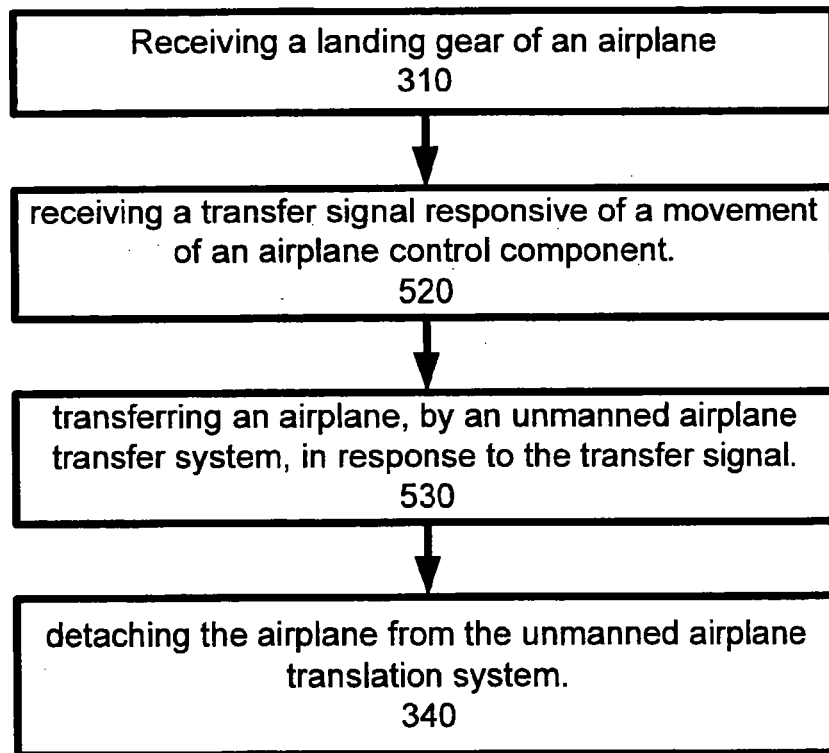 Receiving a landing gear of an airplane
310
receiving a transfer signal responsive of a movement
of an airplane control component.
520
transferring an airplane, by an unmanned airplane
transfer system, in response to the transfer signal.
530
detaching the airplane from the unmanned airplane
translation system.
340